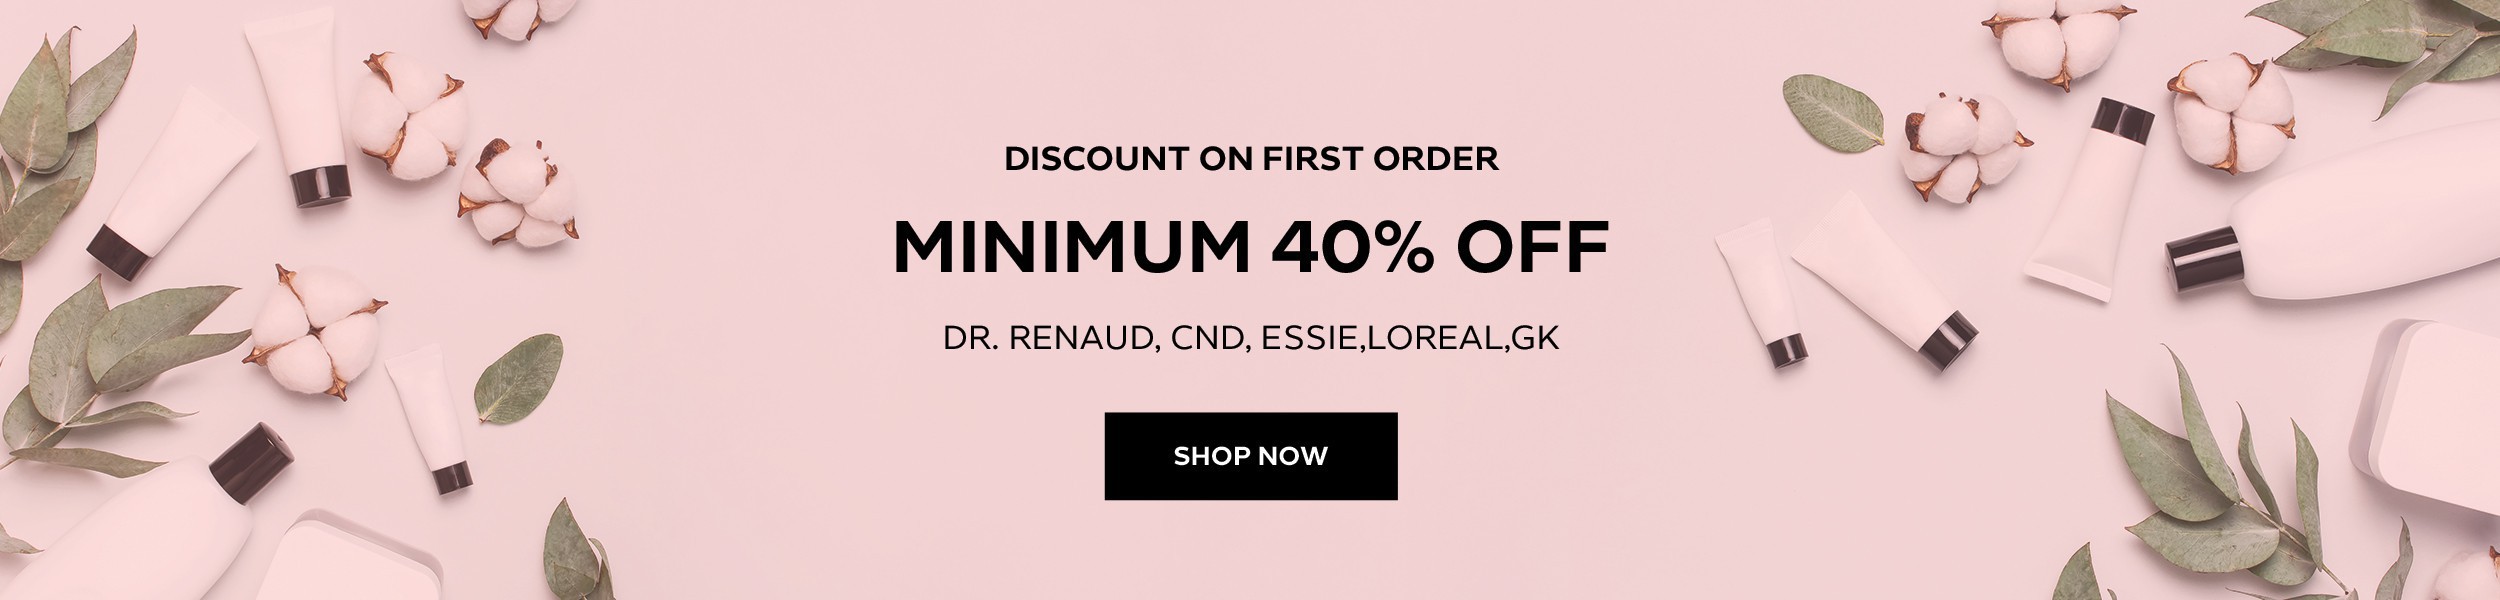 DISCOUNT ON FIRST ORDER
MINIMUM 40% OFF
DR. RENAUD, CND, ESSIE,LOREAL,GK
SHOP NOW